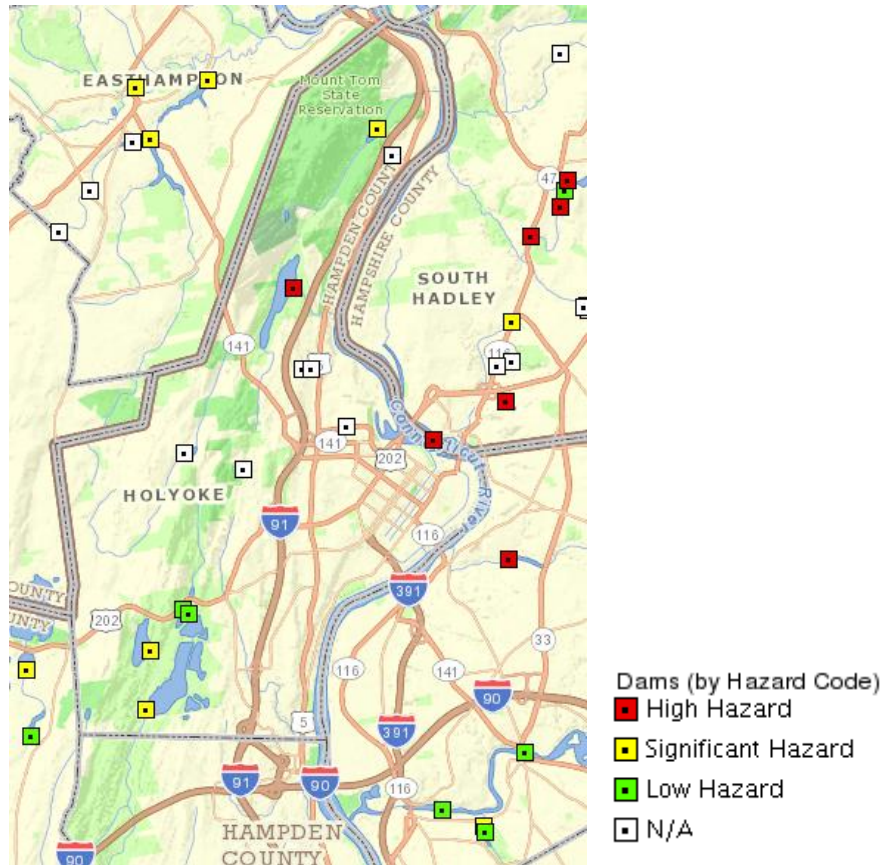 EASTHAMPTON
Mount Tom
State
Reservation
47
HAMPDEN COUNTY
HAMPSHIRE COUNTY
SOUTH
HADLEY
141
116
141
202
Connecticut River
HOLYOKE
91
116
391
COUNTY
202
33
116
141
90
5
391
91
90
116
HAMPDEN
COUNTY
90
Dams (by Hazard Code)
High Hazard
Significant Hazard
Low Hazard
N/A